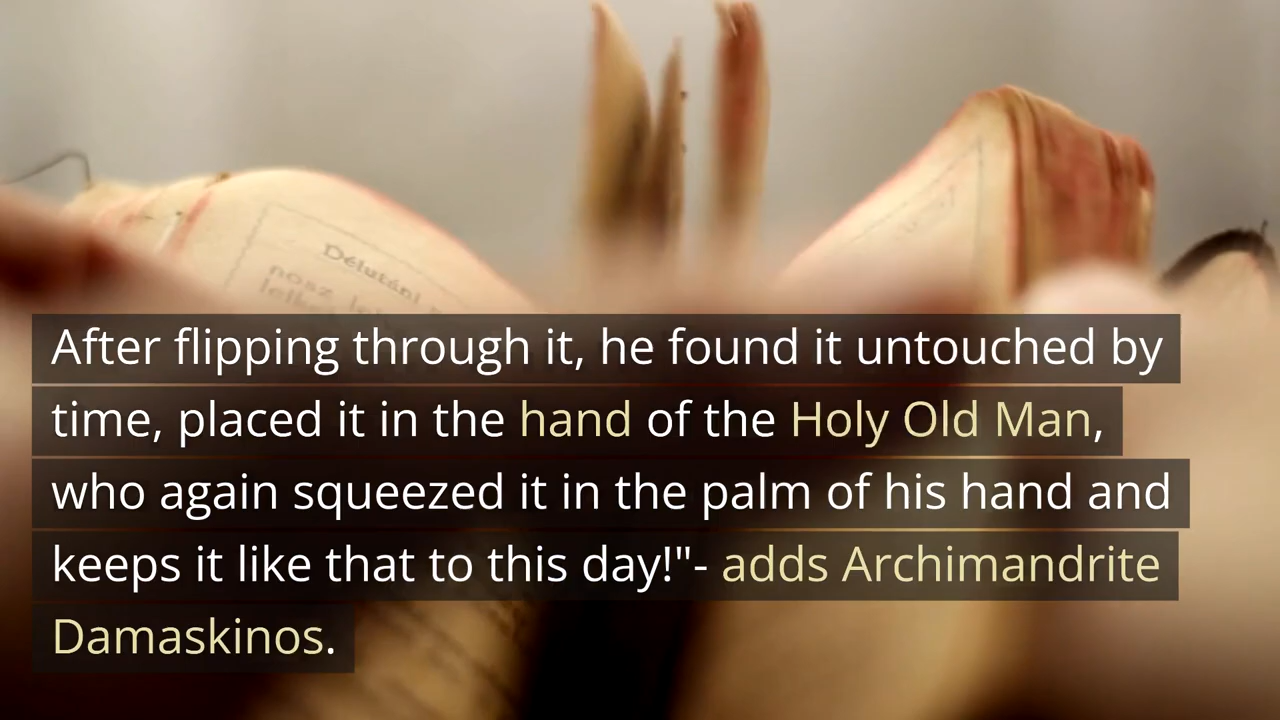 Délutáni
nosz
After flipping through it, he found it untouched by
time, placed it in the hand of the Holy Old Man,
who again squeezed it in the palm of his hand and
keeps it like that to this day!"- adds Archimandrite
Damaskinos.